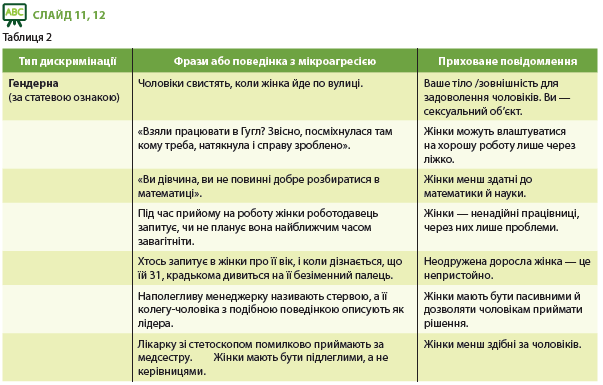 ABC СЛАЙД 11, 12
Таблиця 2
Тип дискримінації Фрази або поведінка з мікроагресією Приховане повідомлення
Гендерна
(за статевою ознакою)
Чоловіки свистять, коли жінка йде по вулиці.
Ваше тіло /зовнішність для
задоволення чоловіків. Ви —
сексуальний об’єкт.
«Взяли працювати в Гугл? Звісно, посміхнулася там
кому треба, натякнула і справу зроблено».
Жінки можуть влаштуватися
на хорошу роботу лише через
ліжко.
«Ви дівчина, ви не повинні добре розбиратися в
математиці».
Жінки менш здатні до
математики й науки.
Під час прийому на роботу жінки роботодавець
запитує, чи не планує вона найближчим часом
завагітніти.
Жінки — ненадійні працівниці,
через них лише проблеми.
Хтось запитує в жінки про її вік, і коли дізнається, що
їй 31, крадькома дивиться на її безіменний палець.
Неодружена доросла жінка — це
непристойно.
Наполегливу менеджерку називають стервою, а її
колегу-чоловіка з подібною поведінкою описують як
лідера.
Жінки мають бути пасивними й
дозволяти чоловікам приймати
рішення.
Лікарку зі стетоскопом помилково приймають за
медсестру. Жінки мають бути підлеглими, а не
керівницями.
Жінки менш здібні за чоловіків.